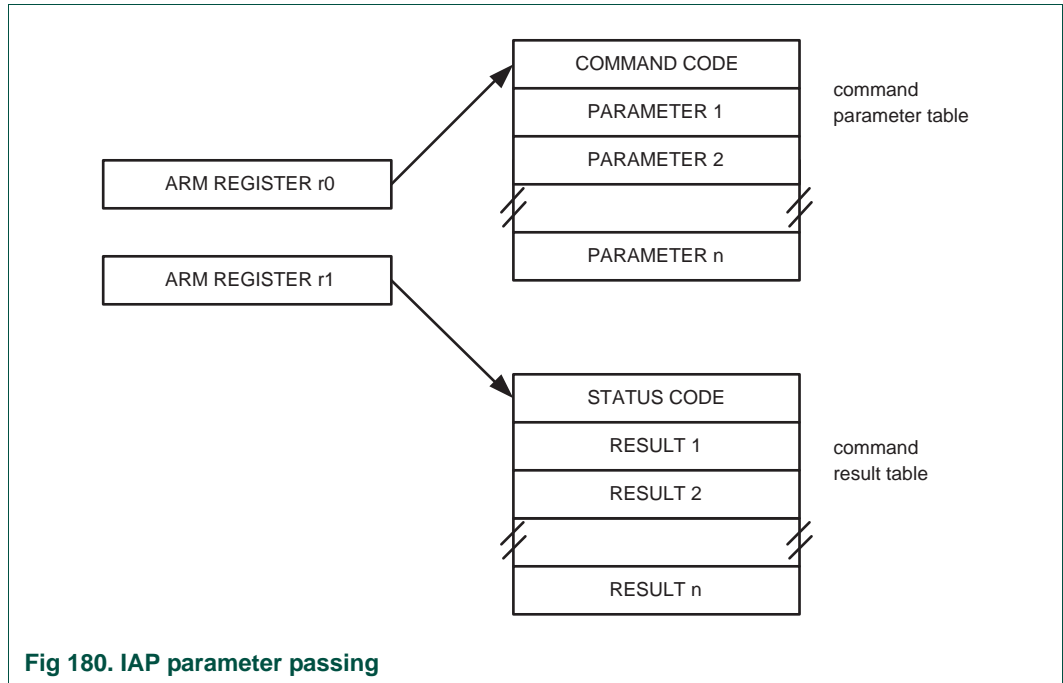 COMMAND CODE
PARAMETER 1
PARAMETER 2
PARAMETER n
command
parameter table
ARM REGISTER r0
ARM REGISTER r1
STATUS CODE
RESULT 1
RESULT 2
RESULT n
command
result table
Fig 180. IAP parameter passing